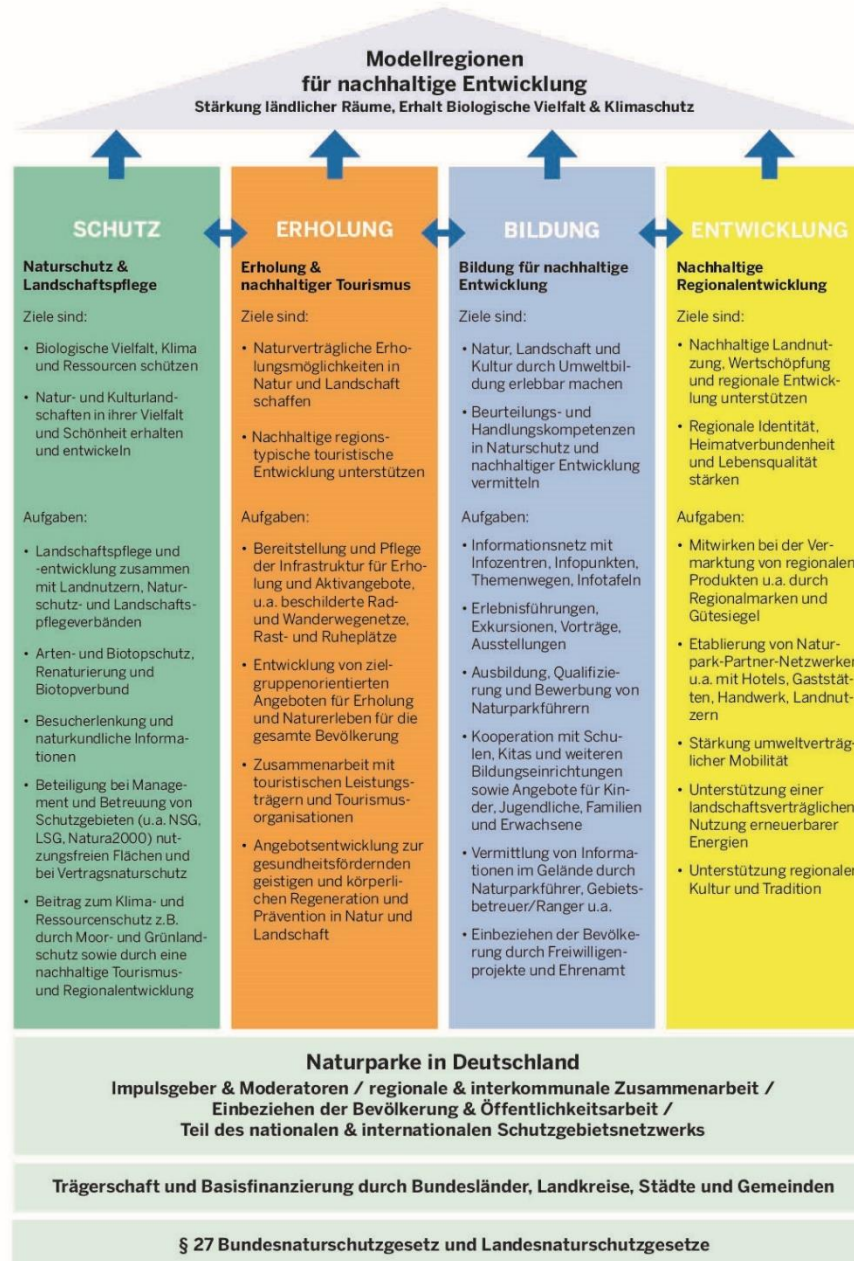 Modellregionen
für nachhaltige Entwicklung
Stärkung ländlicher Räume, Erhalt Biologische Vielfalt & Klimaschutz
SCHUTZ
Naturschutz &
Landschaftspflege
Ziele sind:
• Biologische Vielfalt, Klima
und Ressourcen schützen
• Natur- und Kulturland-
schaften in ihrer Vielfalt
und Schönheit erhalten
und entwickeln
Aufgaben:
• Landschaftspflege und
-entwicklung zusammen
mit Landnutzern, Natur-
schutz- und Landschafts-
pflegeverbänden
• Arten- und Biotopschutz,
Renaturierung und
Biotopverbund
• Besucherlenkung und
naturkundliche Informa-
tionen
• Beteiligung bei Manage-
ment und Betreuung von
Schutzgebieten (u.a. NSG,
LSG, Natura2000) nut-
zungsfreien Flächen und
bei Vertragsnaturschutz
• Beitrag zum Klima- und
Ressourcenschutz z.B.
durch Moor- und Grünland-
schutz sowie durch eine
nachhaltige Tourismus-
und Regionalentwicklung
ERHOLUNG
Erholung &
nachhaltiger Tourismus
Ziele sind:
• Naturverträgliche Erho-
lungsmöglichkeiten in
Natur und Landschaft
schaffen
• Nachhaltige regions-
typische touristische
Entwicklung unterstützen
Aufgaben:
• Bereitstellung und Pflege
der Infrastruktur für Erho-
lung und Aktivangebote,
u.a. beschilderte Rad-
und Wanderwegenetze,
Rast- und Ruheplätze
• Entwicklung von ziel-
gruppenorientierten
Angeboten für Erholung
und Naturerleben für die
gesamte Bevölkerung
• Zusammenarbeit mit
touristischen Leistungs-
trägern und Tourismus-
organisationen
• Angebotsentwicklung zur
gesundheitsfördernden
geistigen und körperli-
chen Regeneration und
Prävention in Natur und
Landschaft
BILDUNG
Bildung für nachhaltige
Entwicklung
Ziele sind:
• Natur, Landschaft und
Kultur durch Umweltbil-
dung erlebbar machen
• Beurteilungs- und
Handlungskompetenzen
in Naturschutz und
nachhaltiger Entwicklung
vermitteln
Aufgaben:
• Informationsnetz mit
Infozentren, Infopunkten,
Themenwegen, Infotafeln
• Erlebnisführungen,
Exkursionen, Vorträge,
Ausstellungen
• Ausbildung, Qualifizie-
rung und Bewerbung von
Naturparkführern
• Kooperation mit Schu-
len, Kitas und weiteren
Bildungseinrichtungen
sowie Angebote für Kin-
der, Jugendliche, Familien
und Erwachsene
• Vermittlung von Informa-
tionen im Gelände durch
Naturparkführer, Gebiets-
betreuer/Ranger u.a.
• Einbeziehen der Bevölke-
rung durch Freiwilligen-
projekte und Ehrenamt
ENTWICKLUNG
Nachhaltige
Regionalentwicklung
Ziele sind:
• Nachhaltige Landnut-
zung, Wertschöpfung
und regionale Entwick-
lung unterstützen
• Regionale Identität,
Heimatverbundenheit
und Lebensqualität
stärken
Aufgaben:
• Mitwirken bei der Ver-
marktung von regionalen
Produkten u.a. durch
Regionalmarken und
Gütesiegel
• Etablierung von Natur-
park-Partner-Netzwerken
u.a. mit Hotels, Gaststät-
ten, Handwerk, Landnut-
zern
• Stärkung umweltverträg-
licher Mobilität
• Unterstützung einer
landschaftsverträglichen
Nutzung erneuerbarer
Energien
• Unterstützung regionaler
Kultur und Tradition
Naturparke in Deutschland
Impulsgeber & Moderatoren / regionale & interkommunale Zusammenarbeit /
Einbeziehen der Bevölkerung & Öffentlichkeitsarbeit /
Teil des nationalen & internationalen Schutzgebietsnetzwerks
Trägerschaft und Basisfinanzierung durch Bundesländer, Landkreise, Städte und Gemeinden
§ 27 Bundesnaturschutzgesetz und Landesnaturschutzgesetze